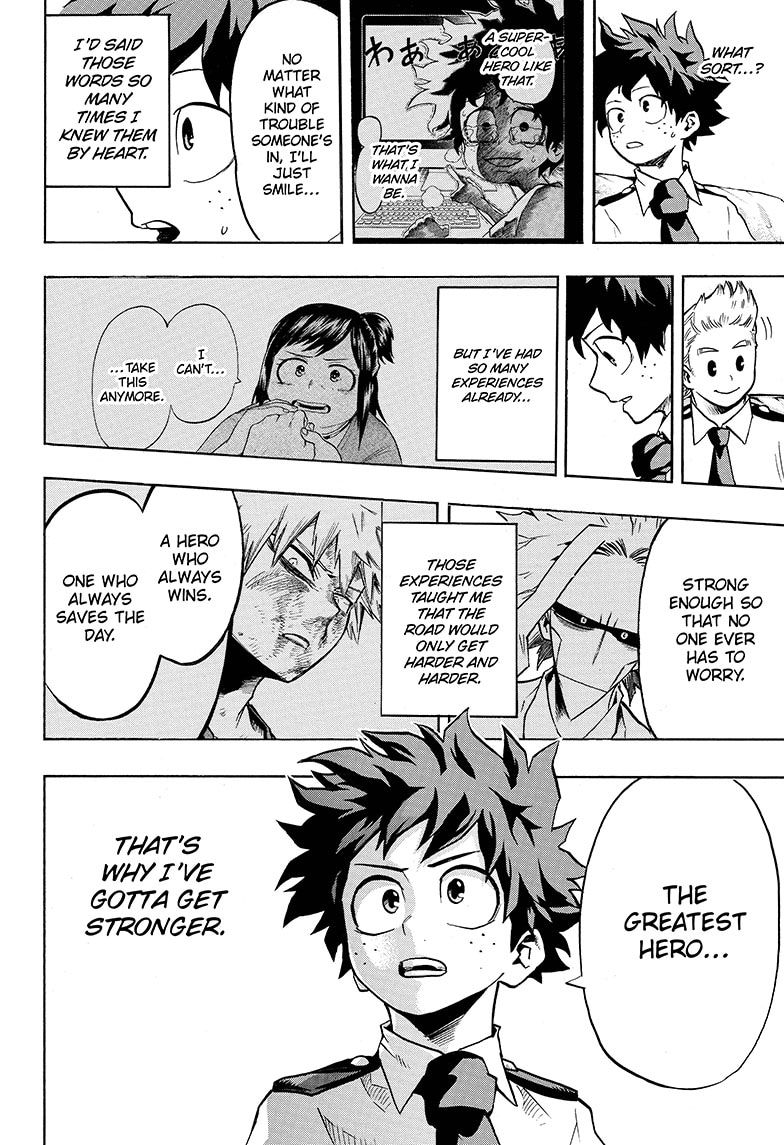 WHAT
SORT...?
わあ
あ
A SUPER-
COOL
HERO LIKE
THAT.
THAT'S
WHAT I
WANNA
BE.
NO
MATTER
WHAT
KIND OF
TROUBLE
SOMEONE'S
IN, I'LL
JUST
SMILE...
I'D SAID
THOSE
WORDS SO
MANY
TIMES I
KNEW THEM
BY HEART.
BUT I'VE HAD
SO MANY
EXPERIENCES
ALREADY...
I
CAN'T...
...TAKE
THIS
ANYMORE.
STRONG
ENOUGH SO
THAT NO
ONE EVER
HAS TO
WORRY.
THOSE
EXPERIENCES
TAUGHT ME
THAT THE
ROAD WOULD
ONLY GET
HARDER AND
HARDER.
A HERO
WHO
ALWAYS
WINS.
ONE WHO
ALWAYS
SAVES THE
DAY.
THE
GREATEST
HERO...
THAT'S
WHY I'VE
GOTTA GET
STRONGER.